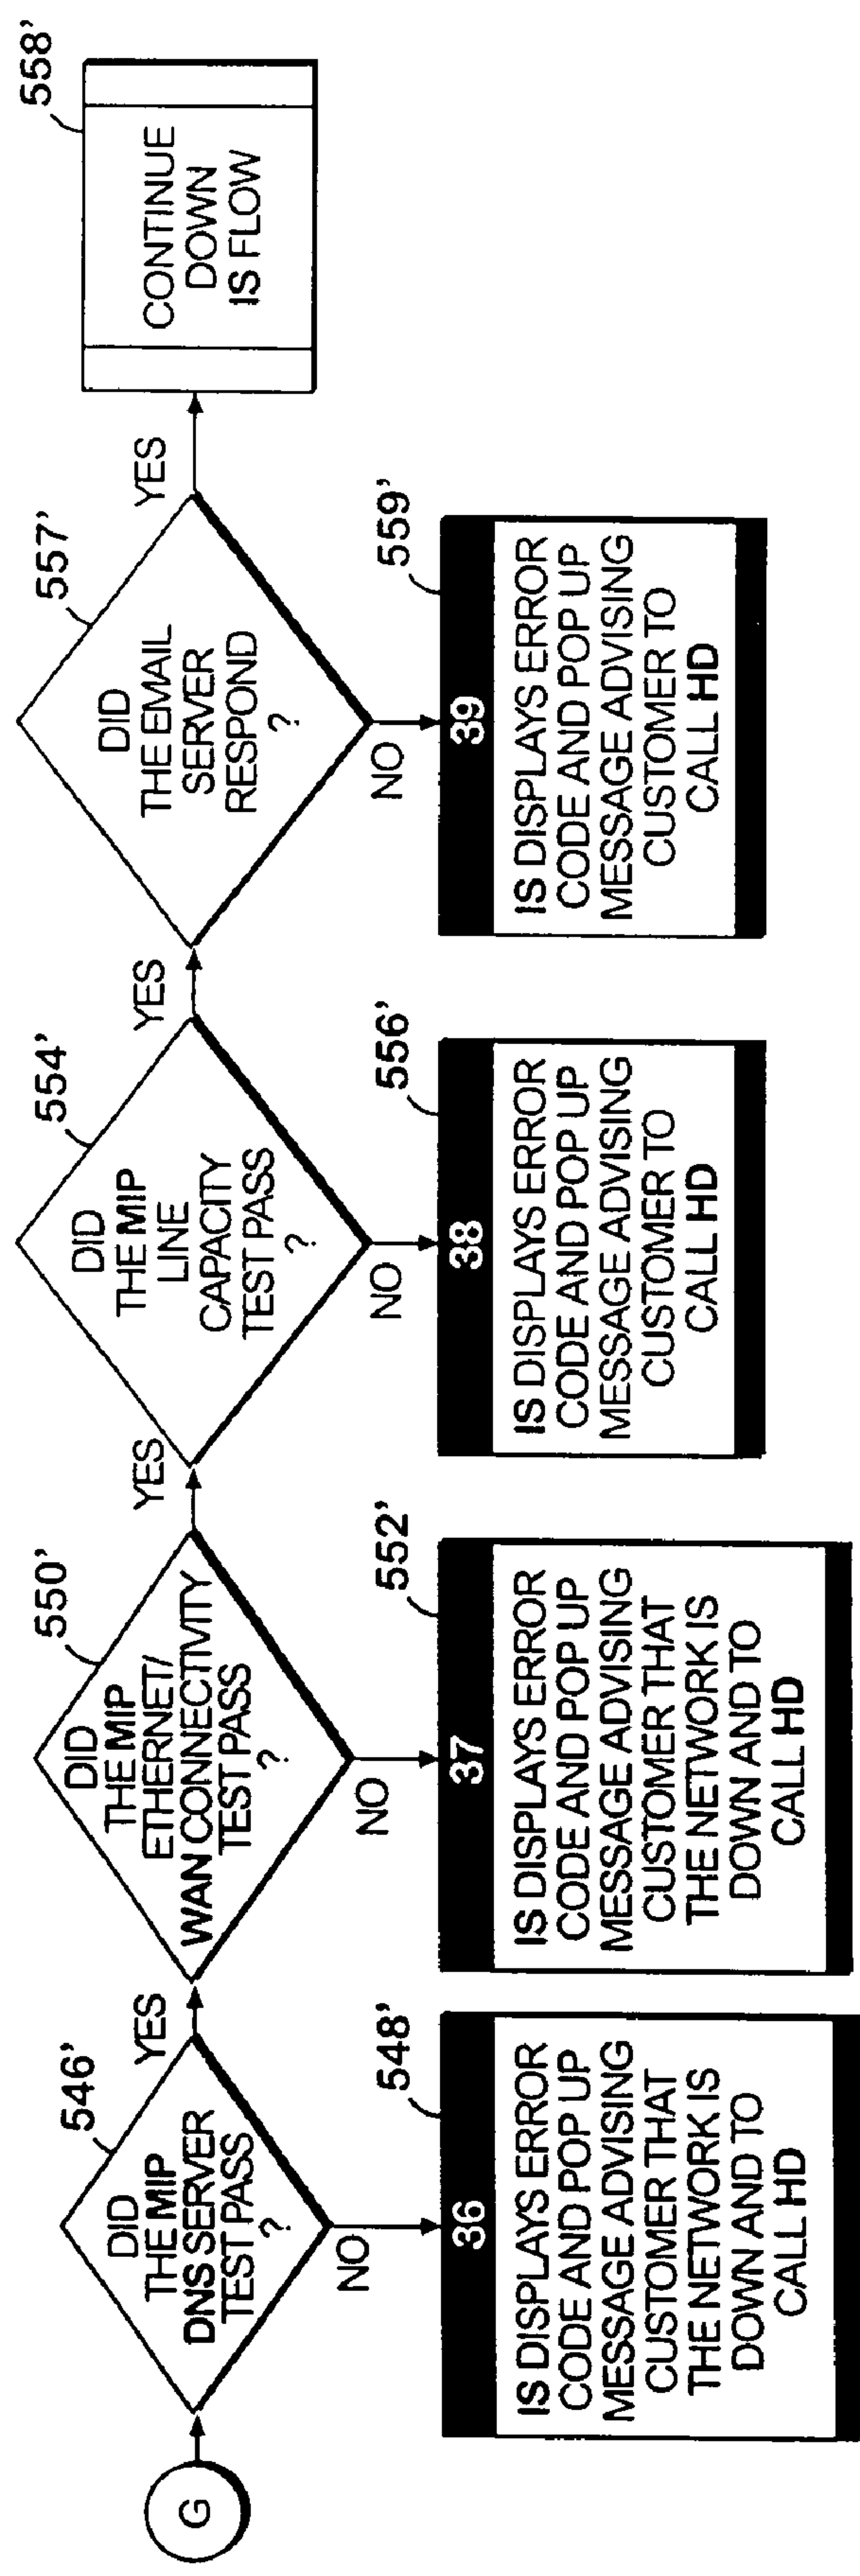 G
546'
DID
THE MIP
DNS SERVER
TEST PASS
?
YES
NO
548'
36
IS DISPLAYS ERROR
CODE AND POP UP
MESSAGE ADVISING
CUSTOMER THAT
THE NETWORK IS
DOWN AND TO
CALL HD
550'
DID
THE MIP
ETHERNET/
WAN CONNECTIVITY
TEST PASS
?
YES
NO
552'
37
IS DISPLAYS ERROR
CODE AND POP UP
MESSAGE ADVISING
CUSTOMER THAT
THE NETWORK IS
DOWN AND TO
CALL HD
554'
DID
THE MIP
LINE
CAPACITY
TEST PASS
?
YES
NO
556'
38
IS DISPLAYS ERROR
CODE AND POP UP
MESSAGE ADVISING
CUSTOMER TO
CALL HD
557'
DID
THE EMAIL
SERVER
RESPOND
?
YES
NO
559'
39
IS DISPLAYS ERROR
CODE AND POP UP
MESSAGE ADVISING
CUSTOMER TO
CALL HD
558'
CONTINUE
DOWN
IS FLOW